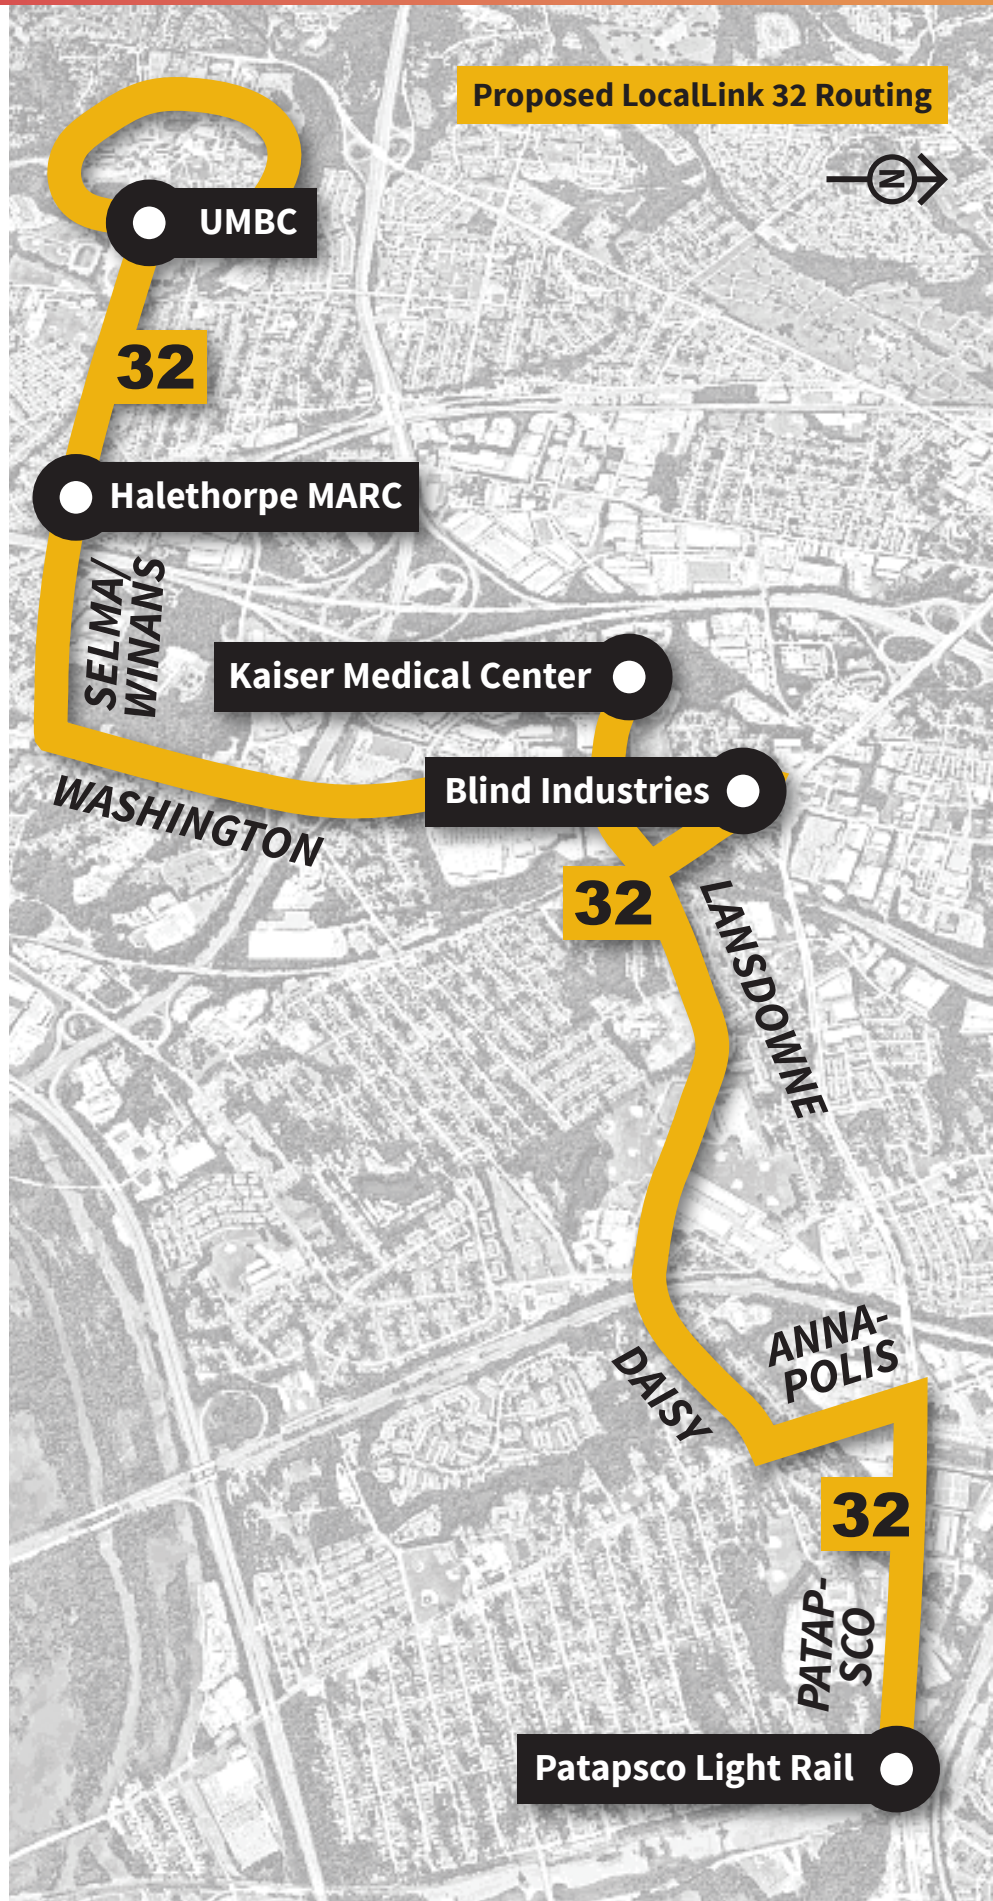 Proposed LocalLink 32 Routing
N
UMBC
32
Halethorpe MARC
SELMA/
WINANS
Kaiser Medical Center
Blind Industries
WASHINGTON
32
LANSDOWNE
ANNA-
POLIS
DAISY
32
PATAP-
SCO
Patapsco Light Rail